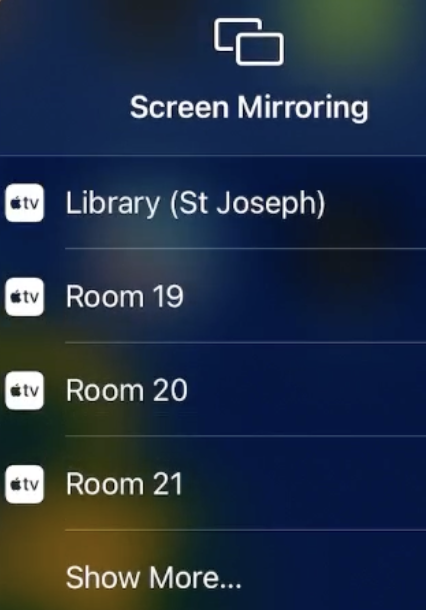 Screen Mirroring
tv Library (St Joseph)
tv Room 19
tv Room 20
tv Room 21
Show More...